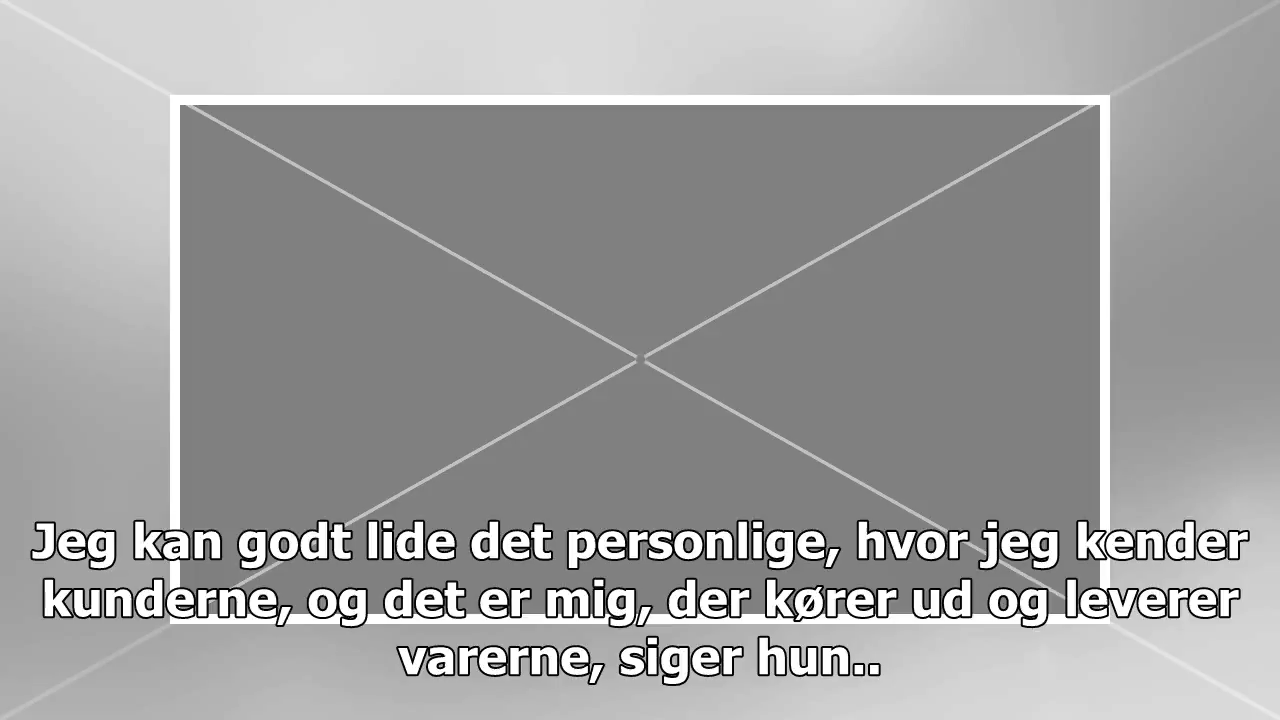 Jeg kan godt lide det personlige, hvor jeg kender
kunderne, og det er mig, der kører ud og leverer
varerne, siger hun..